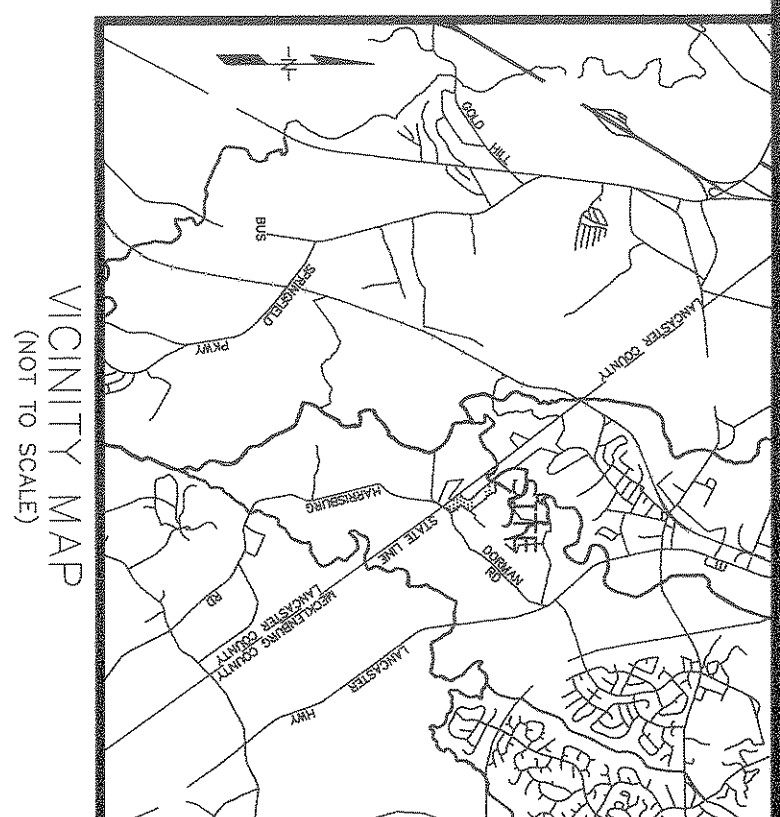 N
GOLD HILL
BUS
SPRINGFIELD
PKWY
LANCASTER COUNTY
HARRISBURG
RD
STATE LINE
DORMAN
RD
MECKLENBURG COUNTY
LANCASTER COUNTY
LANCASTER
HWY
VICINITY MAP
(NOT TO SCALE)